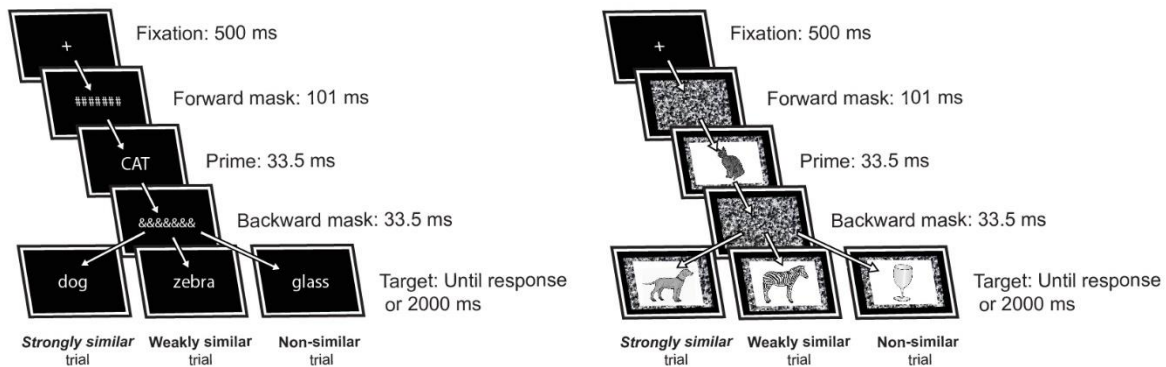 +
Fixation: 500 ms
#######
Forward mask: 101 ms
CAT
Prime: 33.5 ms
&&&&&&&
Backward mask: 33.5 ms
dog
zebra
glass
Target: Until response
or 2000 ms
Strongly similar
trial
Weakly similar
trial
Non-similar
trial
+
Fixation: 500 ms
Forward mask: 101 ms
Prime: 33.5 ms
Backward mask: 33.5 ms
Target: Until response
or 2000 ms
Strongly similar
trial
Weakly similar
trial
Non-similar
trial